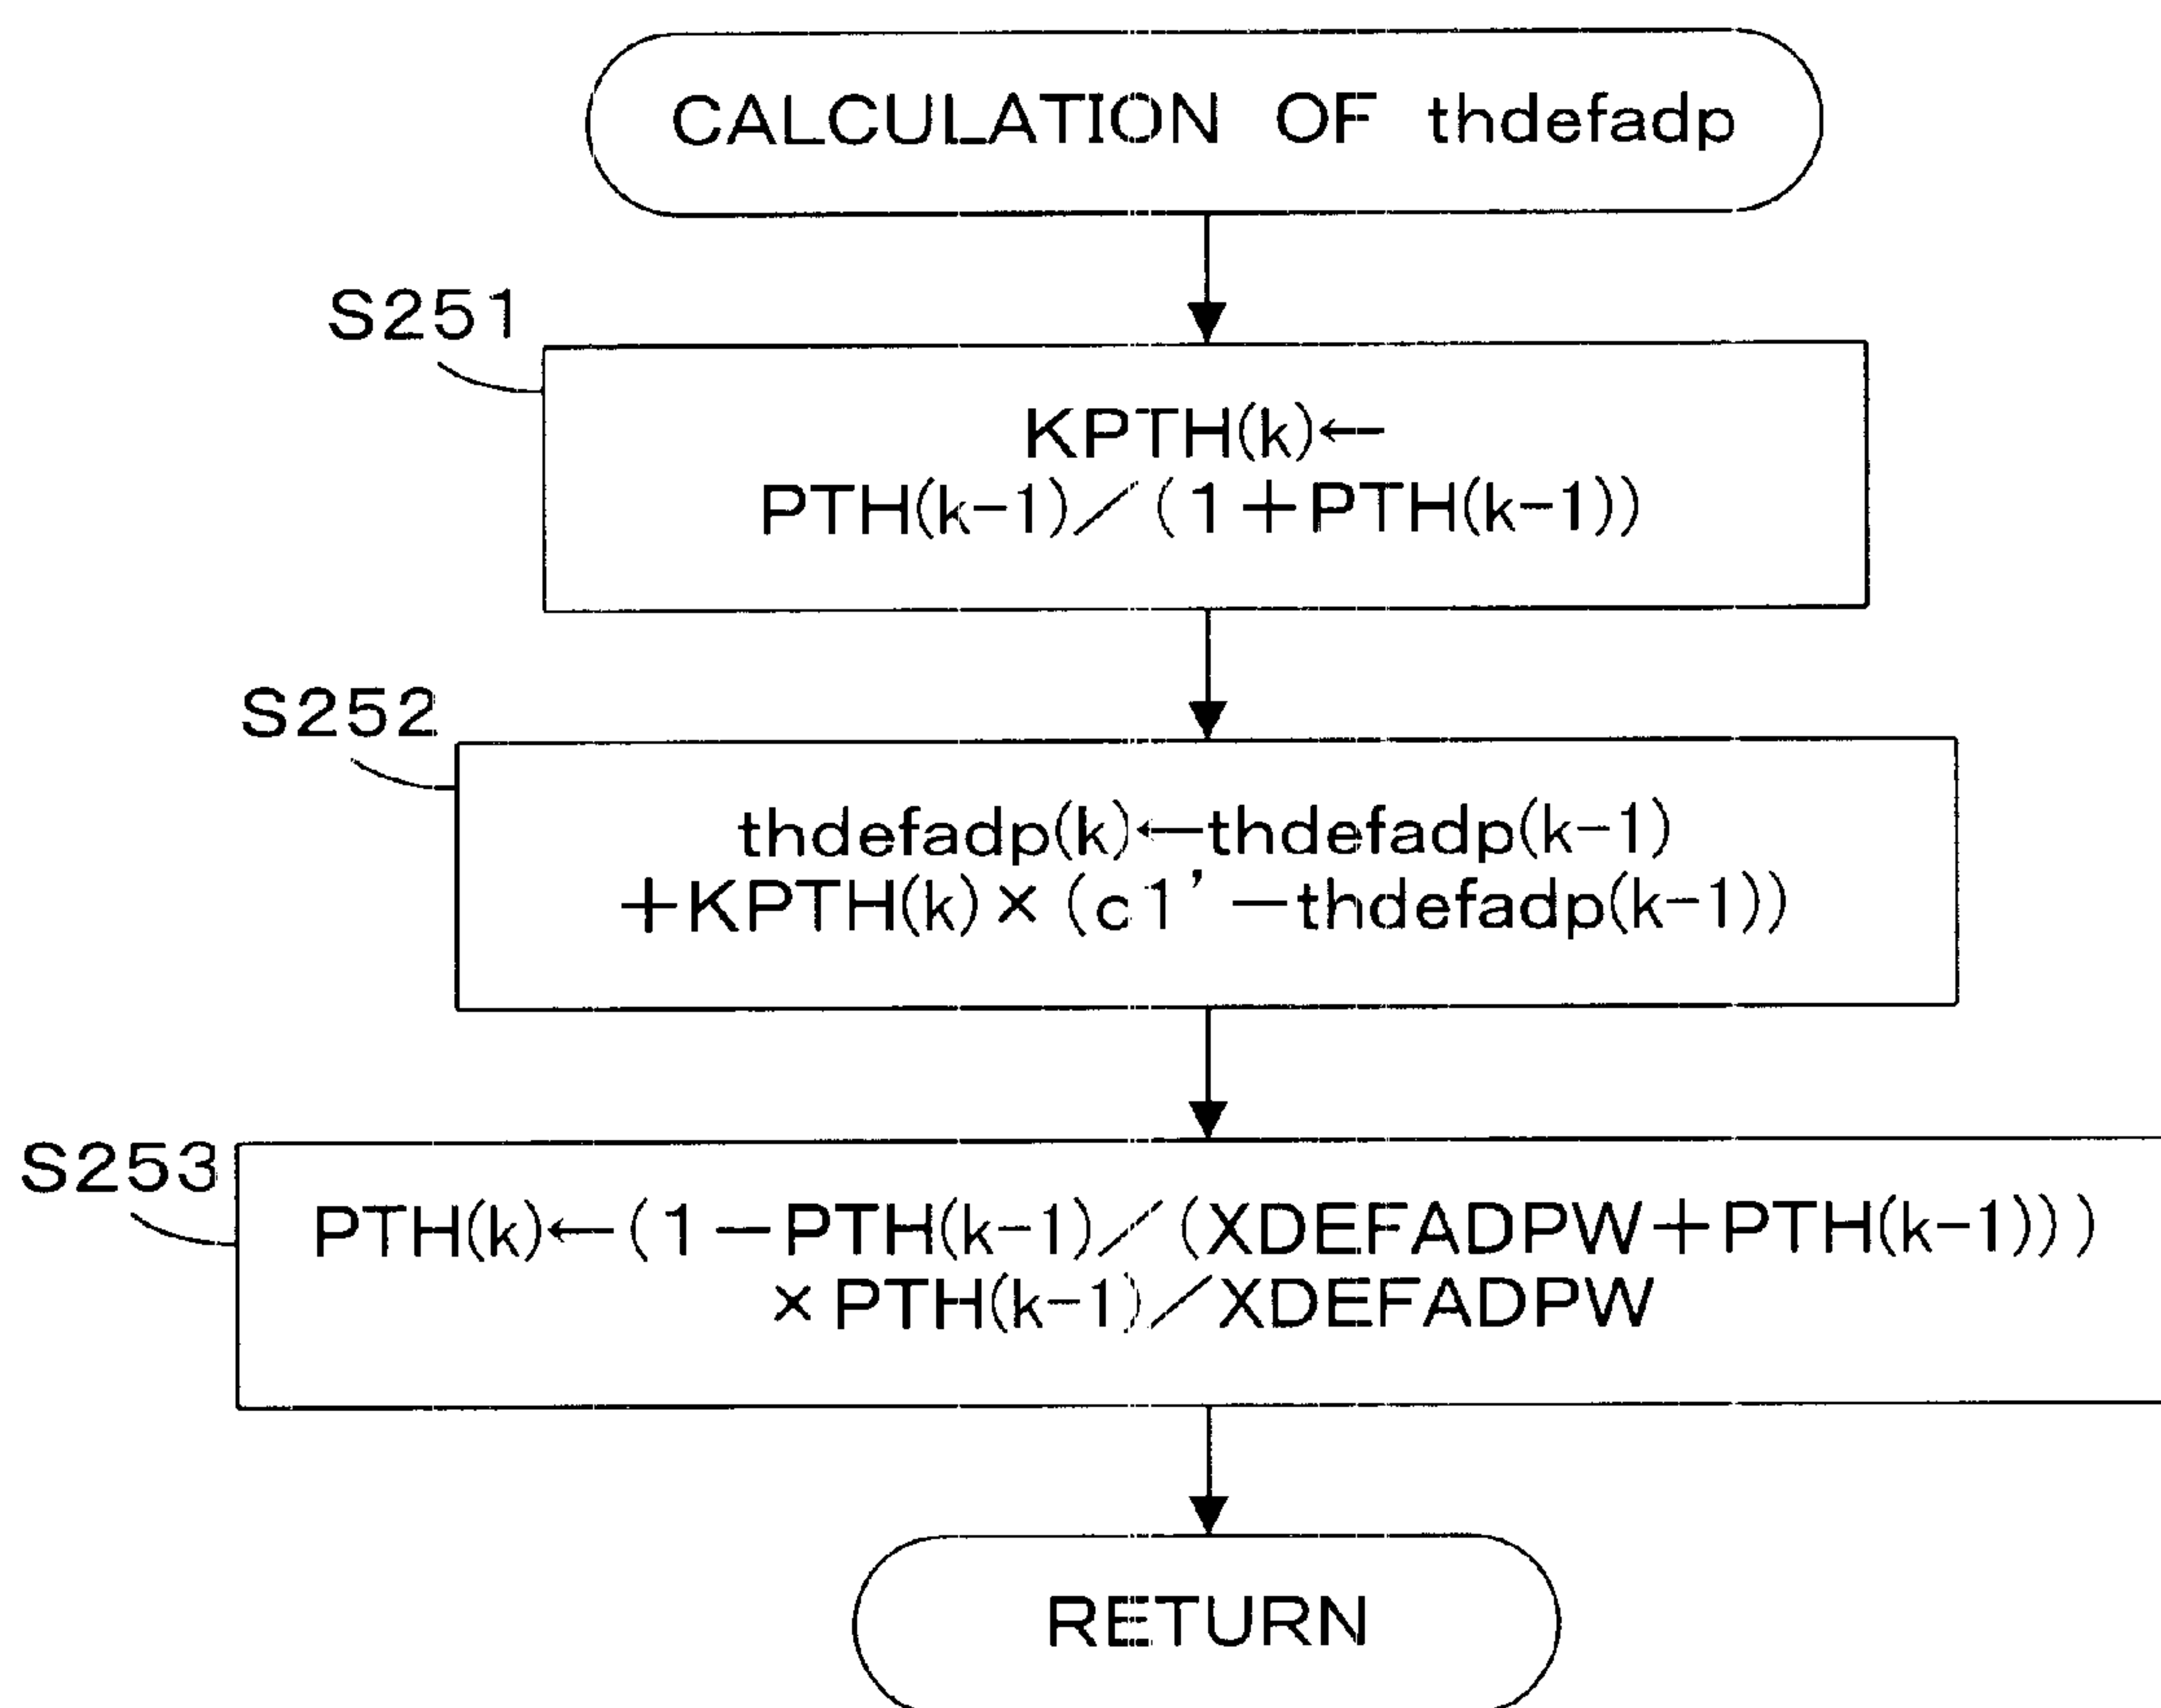 CALCULATION OF thdefadp
S251
KPTH(k)←
PTH(k-1)/(1+PTH(k-1))
S252
thdefadp(k)←thdefadp(k-1)
+KPTH(k)×(c1'-thdefadp(k-1))
S253
PTH(k)←(1-PTH(k-1)/(XDEFADPW+PTH(k-1)))
×PTH(k-1)/XDEFADPW
RETURN